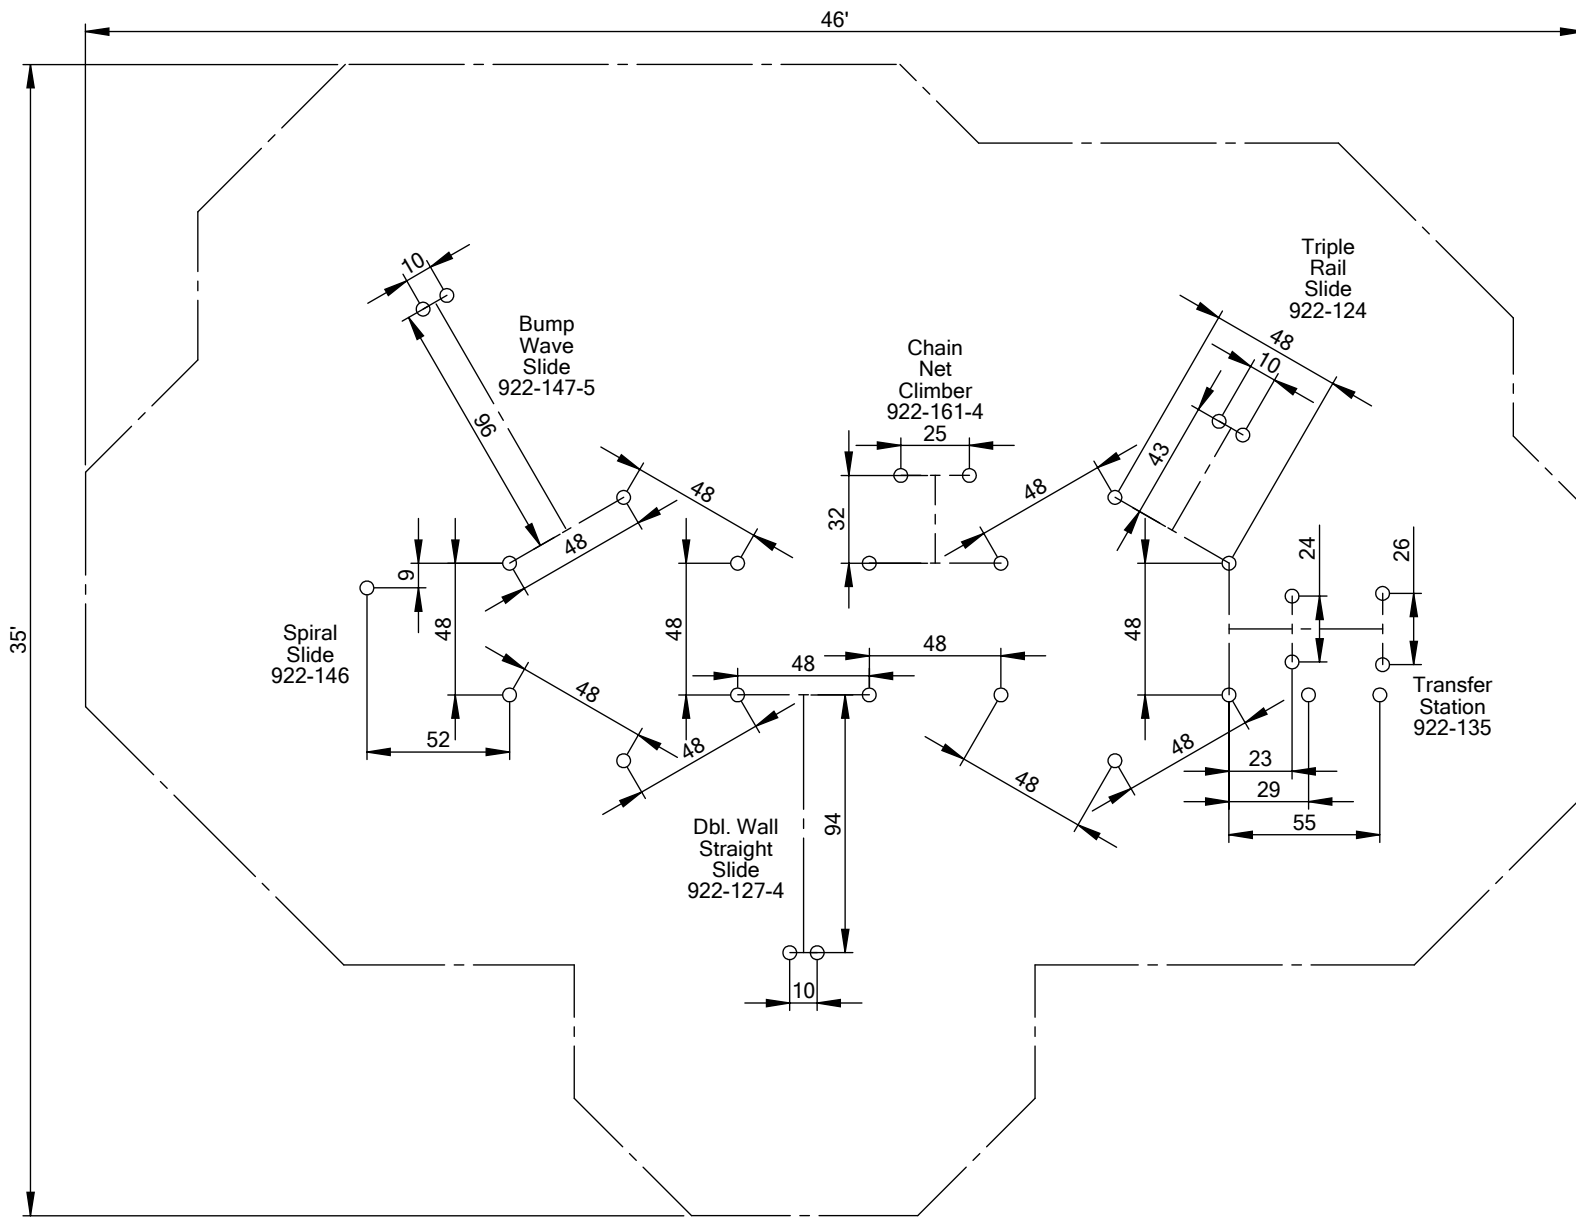 46'
35'
10
Bump
Wave
Slide
922-147-5
96
48
48
Chain
Net
Climber
922-161-4
25
32
48
Triple
Rail
Slide
922-124
48
10
43
24
26
9
48
48
48
Spiral
Slide
922-146
52
48
48
48
48
48
48
23
29
55
Transfer
Station
922-135
Dbl. Wall
Straight
Slide
922-127-4
94
10